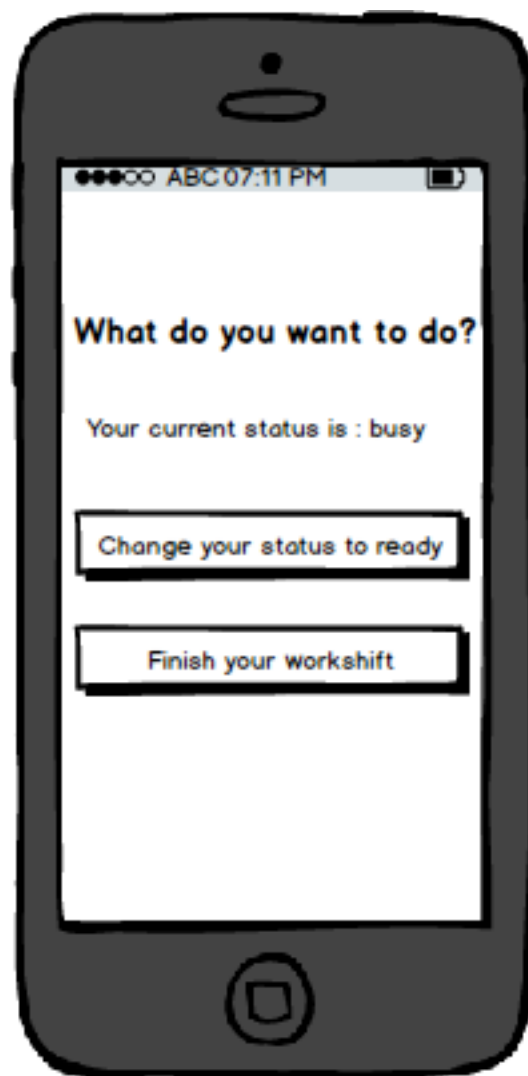 ABC 07:11 PM
What do you want to do?
Your current status is : busy
Change your status to ready
Finish your workshift